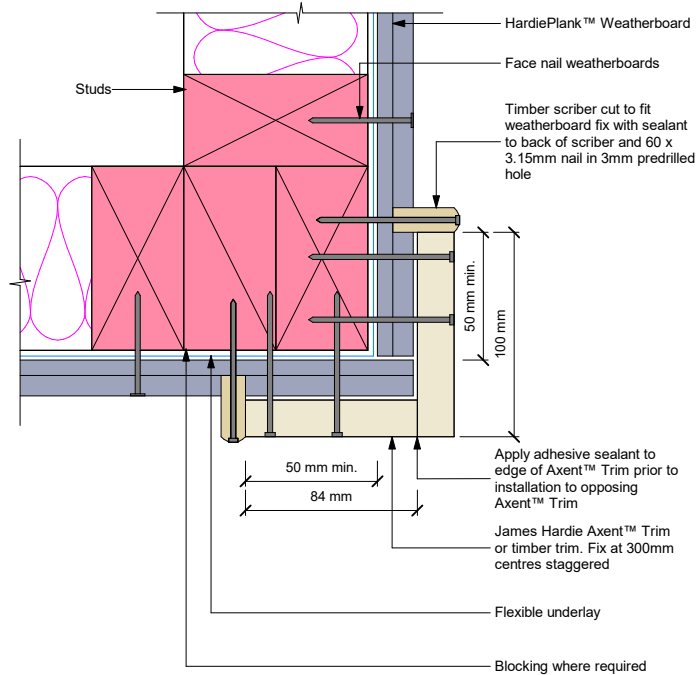 HardiePlank™ Weatherboard
Face nail weatherboards
Studs
Timber scriber cut to fit
weatherboard fix with sealant
to back of scriber and 60 x
3.15mm nail in 3mm predrilled
hole
50 mm min.
100 mm
50 mm min.
84 mm
Apply adhesive sealant to
edge of Axent™ Trim prior to
installation to opposing
Axent™ Trim
James Hardie Axent™ Trim
or timber trim. Fix at 300mm
centres staggered
Flexible underlay
Blocking where required